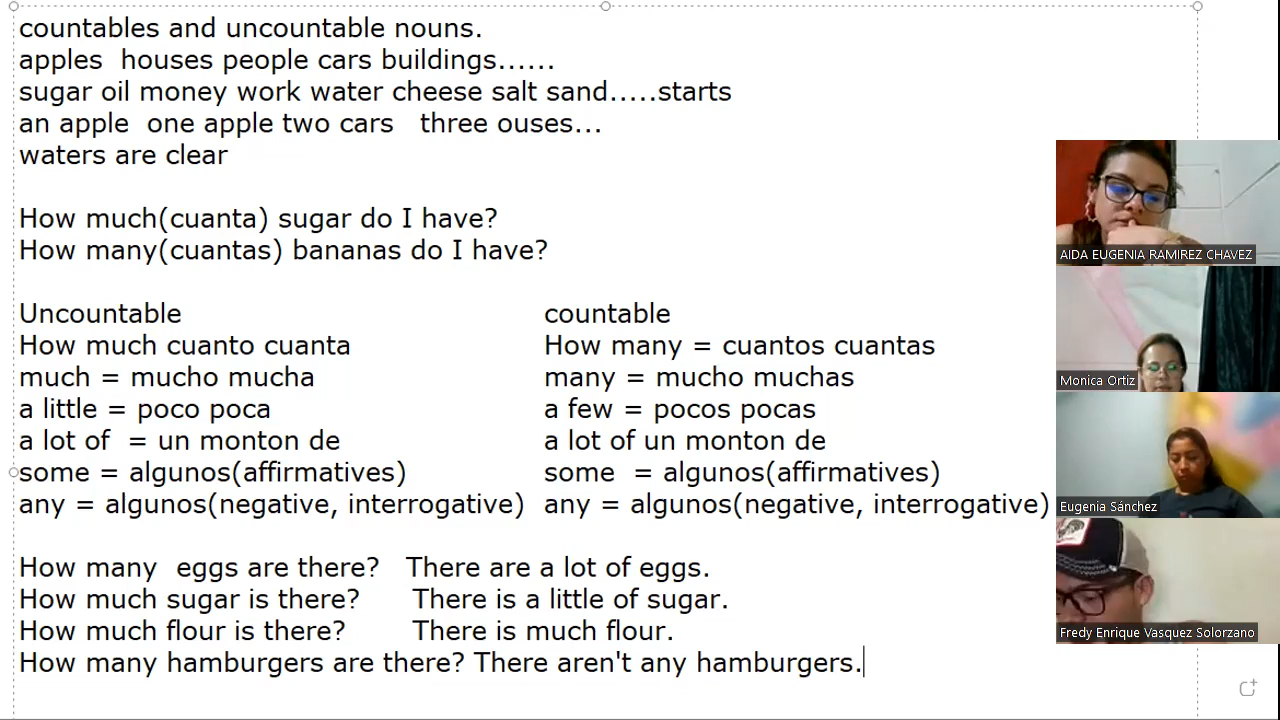 countables and uncountable nouns.
apples houses people cars buildings......
sugar oil money work water cheese salt sand.....starts
an apple one apple two cars three ouses...
waters are clear
How much(cuanta) sugar do I have?
How many(cuantas) bananas do I have?
Uncountable countable
How much cuanto cuanta How many = cuantos cuantas
much = mucho mucha many = mucho muchas
a little = poco poca a few = pocos pocas
a lot of = un monton de a lot of un monton de
some = algunos(affirmatives) some = algunos(affirmatives)
any = algunos(negative, interrogative) any = algunos(negative, interrogative)
How many eggs are there? There are a lot of eggs.
How much sugar is there? There is a little of sugar.
How much flour is there? There is much flour.
How many hamburgers are there? There aren't any hamburgers.
AIDA EUGENIA RAMIREZ CHAVEZ
Monica Ortiz
Eugenia Sánchez
Fredy Enrique Vasquez Solorzano